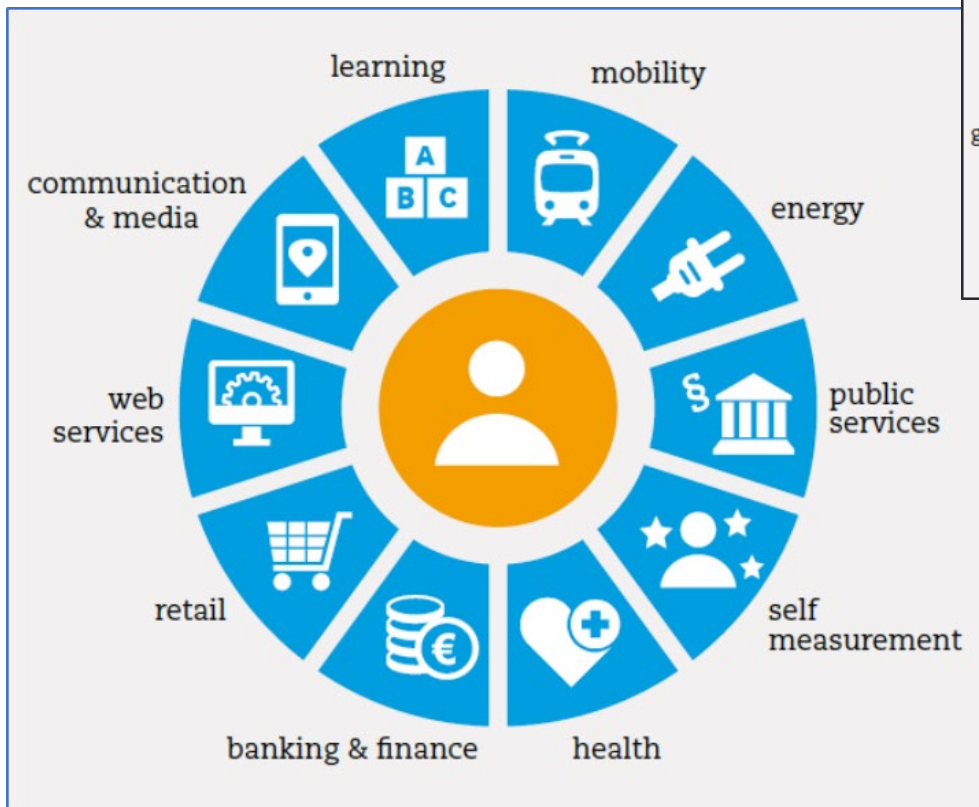 learning
mobility
communication
& media
energy
web
services
public
services
retail
self
measurement
banking & finance
health
A
B C
§
€
g